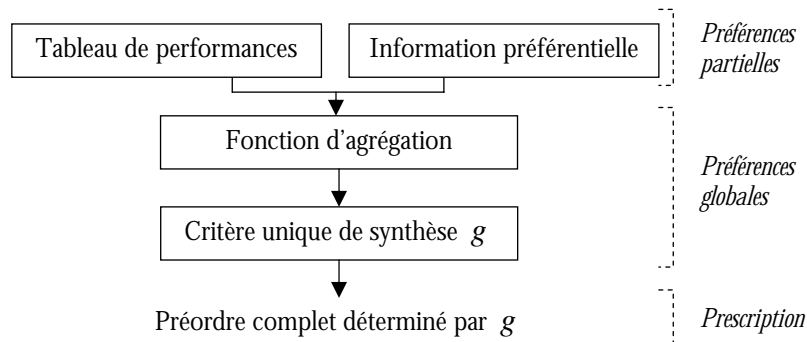 Tableau de performances
Information préférentielle
Préférences
partielles
Fonction d'agrégation
Préférences
globales
Critère unique de synthèse g
Préordre complet déterminé par g
Prescription